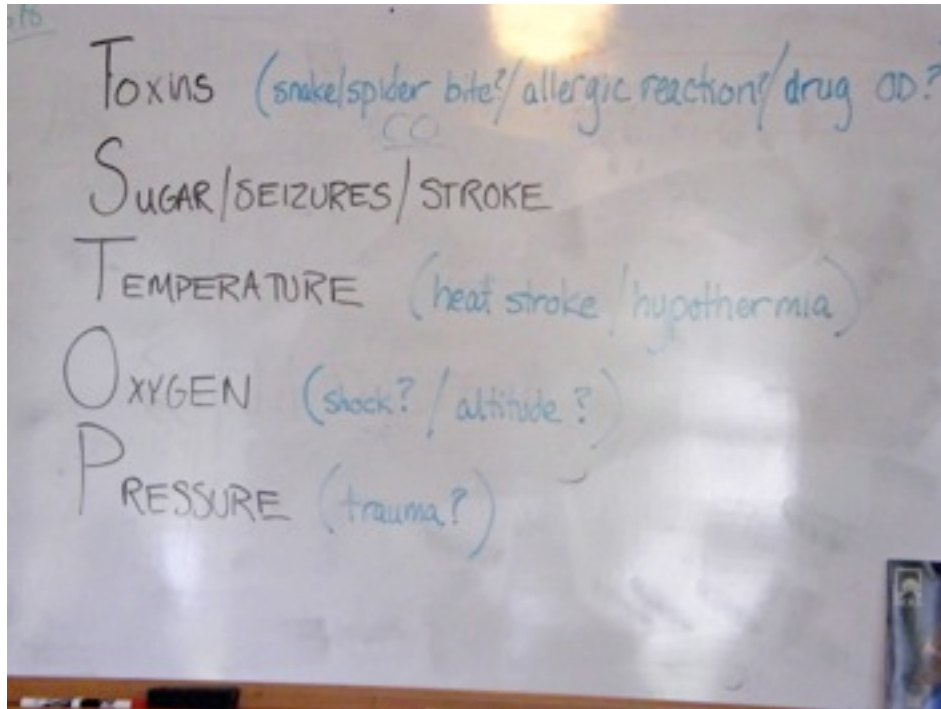 Toxins (snake/spider bite?/allergic reaction?/drug OD?
CO
SUGAR/SEIZURES/STROKE
TEMPERATURE (heat stroke/hypothermia)
OXYGEN (shock?/altitude?)
PRESSURE (trauma?)